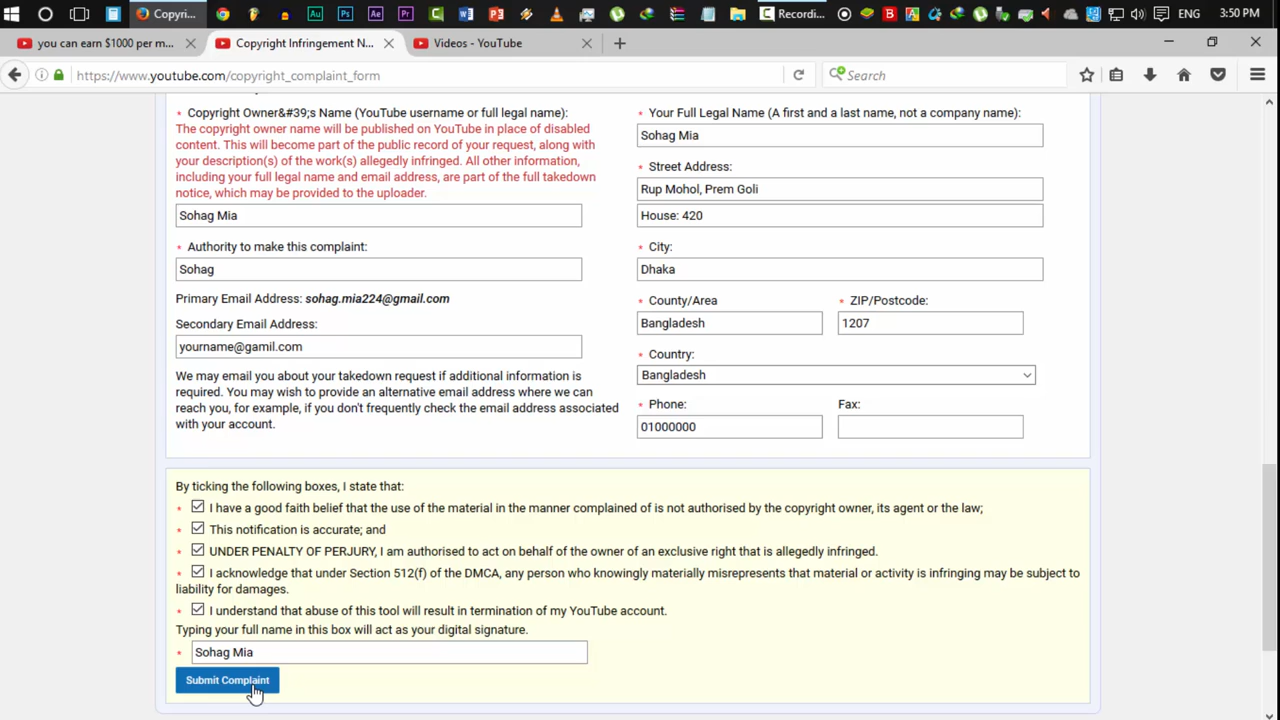 Copyri...
Recordi...
ENG
3:50 PM
you can earn $1000 per m...
Copyright Infringement N...
Videos - YouTube
https://www.youtube.com/copyright_complaint_form
Search
* Copyright Owner&#39;s Name (YouTube username or full legal name):
The copyright owner name will be published on YouTube in place of disabled
content. This will become part of the public record of your request, along with
your description(s) of the work(s) allegedly infringed. All other information,
including your full legal name and email address, are part of the full takedown
notice, which may be provided to the uploader.
Sohag Mia
* Authority to make this complaint:
Sohag
Primary Email Address: sohag.mia224@gmail.com
Secondary Email Address:
yourname@gamil.com
We may email you about your takedown request if additional information is
required. You may wish to provide an alternative email address where we can
reach you, for example, if you don't frequently check the email address associated
with your account.
* Your Full Legal Name (A first and a last name, not a company name):
Sohag Mia
* Street Address:
Rup Mohol, Prem Goli
House: 420
* City:
Dhaka
* County/Area
Bangladesh
* ZIP/Postcode:
1207
* Country:
Bangladesh
* Phone:
01000000
Fax:
By ticking the following boxes, I state that:
* I have a good faith belief that the use of the material in the manner complained of is not authorised by the copyright owner, its agent or the law;
* This notification is accurate; and
* UNDER PENALTY OF PERJURY, I am authorised to act on behalf of the owner of an exclusive right that is allegedly infringed.
* I acknowledge that under Section 512(f) of the DMCA, any person who knowingly materially misrepresents that material or activity is infringing may be subject to
liability for damages.
* I understand that abuse of this tool will result in termination of my YouTube account.
Typing your full name in this box will act as your digital signature.
* Sohag Mia
Submit Complaint